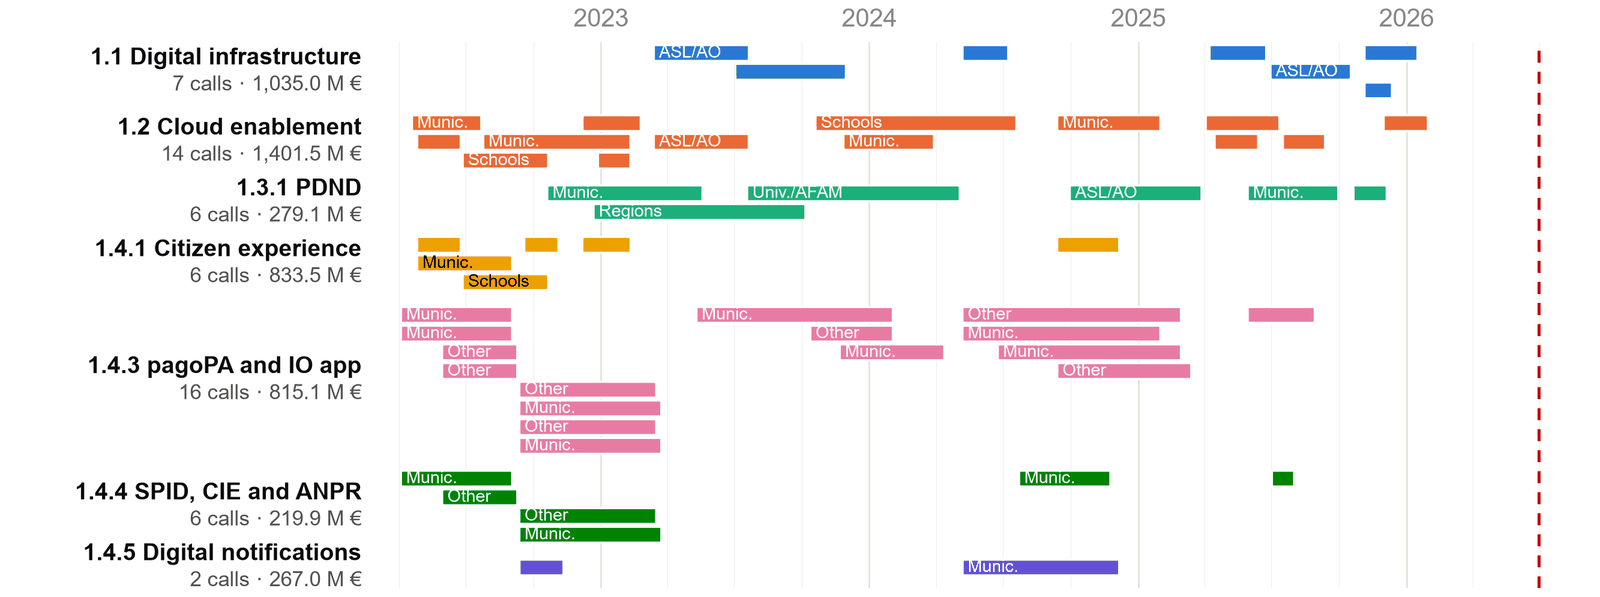 2023 2024 2025 2026
1.1 Digital infrastructure
7 calls · 1,035.0 M €
ASL/AO
ASL/AO
1.2 Cloud enablement
14 calls · 1,401.5 M €
Munic. Schools Munic.
Munic. ASL/AO Munic.
Schools
1.3.1 PDND
6 calls · 279.1 M €
Munic. Univ./AFAM ASL/AO Munic.
Regions
1.4.1 Citizen experience
6 calls · 833.5 M €
Munic.
Schools
1.4.3 pagoPA and IO app
16 calls · 815.1 M €
Munic. Munic. Other
Munic. Other Munic.
Other Munic. Munic.
Other Other
Other
Munic.
Other
Munic.
1.4.4 SPID, CIE and ANPR
6 calls · 219.9 M €
Munic. Munic.
Other
Other
Munic.
1.4.5 Digital notifications
2 calls · 267.0 M €
Munic.